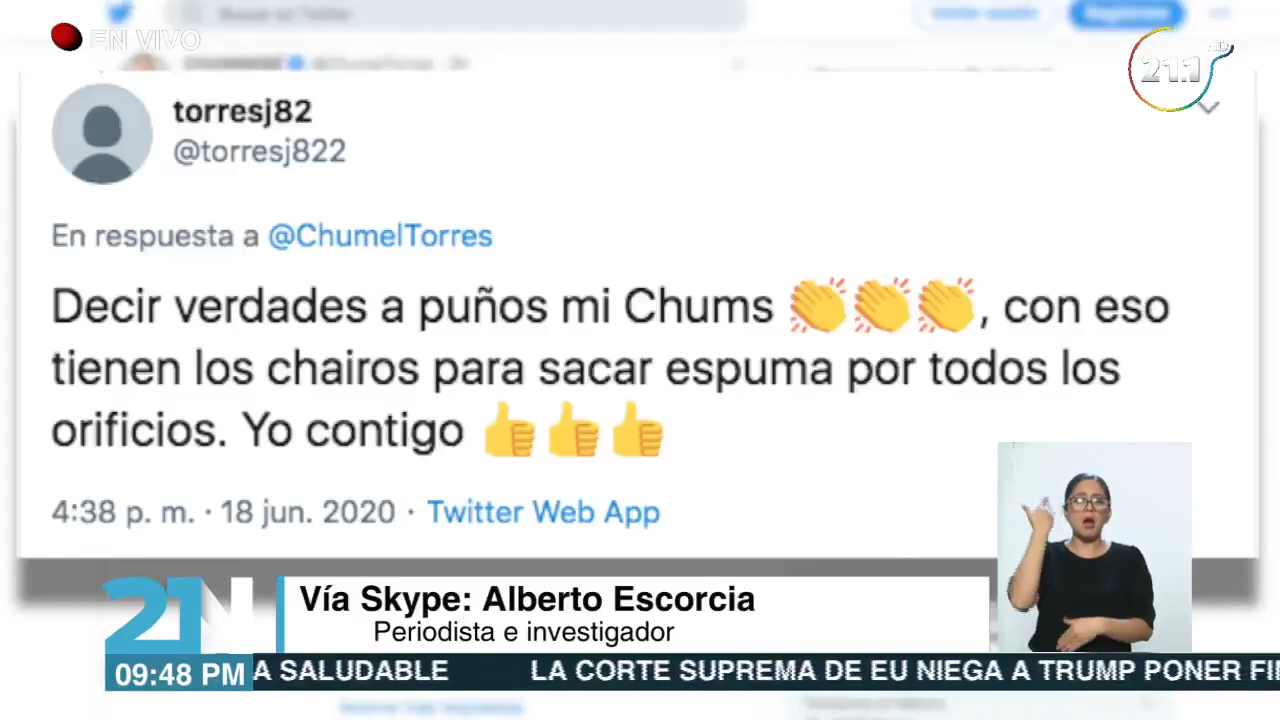 EN VIVO
21.1 HD
torresj82
@torresj822
En respuesta a @ChumelTorres
Decir verdades a puños mi Chums 👏👏👏, con eso
tienen los chairos para sacar espuma por todos los
orificios. Yo contigo 👍👍👍
4:38 p. m. · 18 jun. 2020 · Twitter Web App
21N
Vía Skype: Alberto Escorcia
Periodista e investigador
09:48 PM
A SALUDABLE LA CORTE SUPREMA DE EU NIEGA A TRUMP PONER FI